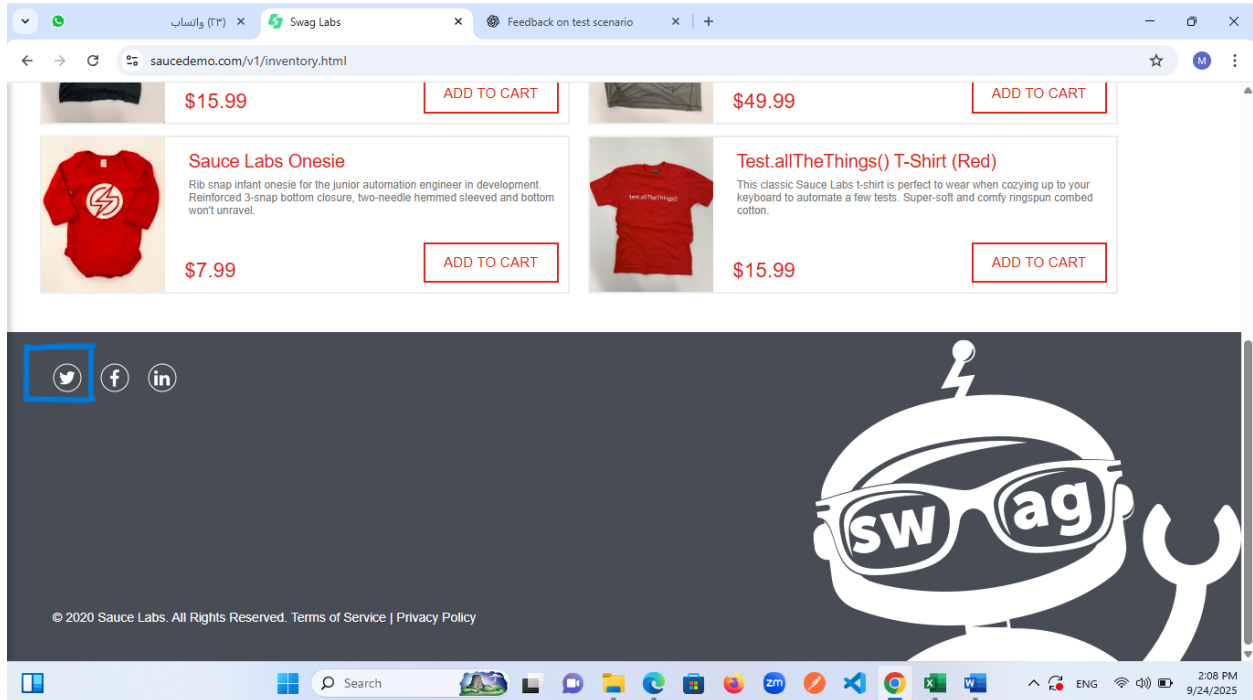 (٢٣) واتساب
Swag Labs
Feedback on test scenario
saucedemo.com/v1/inventory.html
M
$15.99
ADD TO CART
$49.99
ADD TO CART
Sauce Labs Onesie
Rib snap infant onesie for the junior automation engineer in development.
Reinforced 3-snap bottom closure, two-needle hemmed sleeved and bottom
won't unravel.
$7.99
ADD TO CART
test.allTheThings()
Test.allTheThings() T-Shirt (Red)
This classic Sauce Labs t-shirt is perfect to wear when cozying up to your
keyboard to automate a few tests. Super-soft and comfy ringspun combed
cotton.
$15.99
ADD TO CART
f
in
sw ag
© 2020 Sauce Labs. All Rights Reserved. Terms of Service | Privacy Policy
Search
zm
X
W
ENG
2:08 PM
9/24/2025